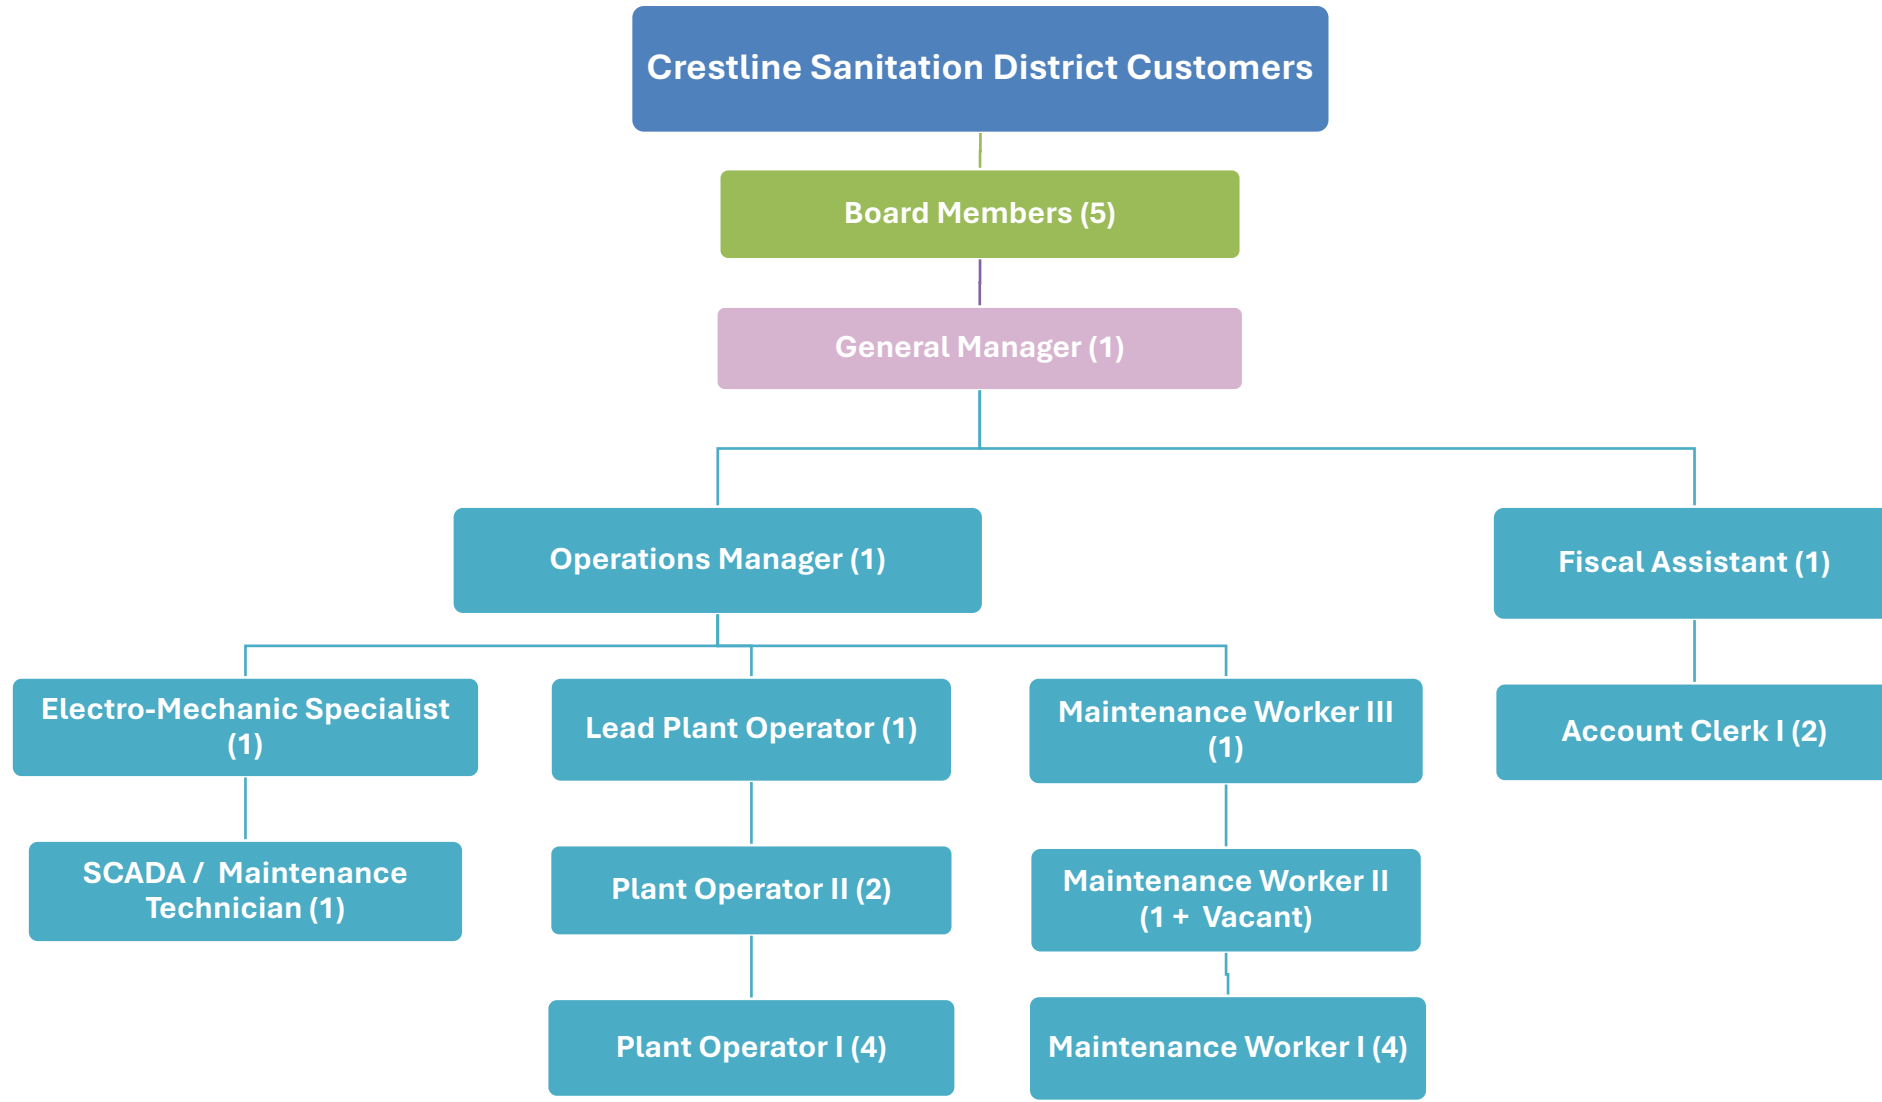 Crestline Sanitation District Customers
Board Members (5)
General Manager (1)
Operations Manager (1)
Fiscal Assistant (1)
Electro-Mechanic Specialist
(1)
Lead Plant Operator (1)
Maintenance Worker III
(1)
Account Clerk I (2)
SCADA / Maintenance
Technician (1)
Plant Operator II (2)
Maintenance Worker II
(1 + Vacant)
Plant Operator I (4)
Maintenance Worker I (4)